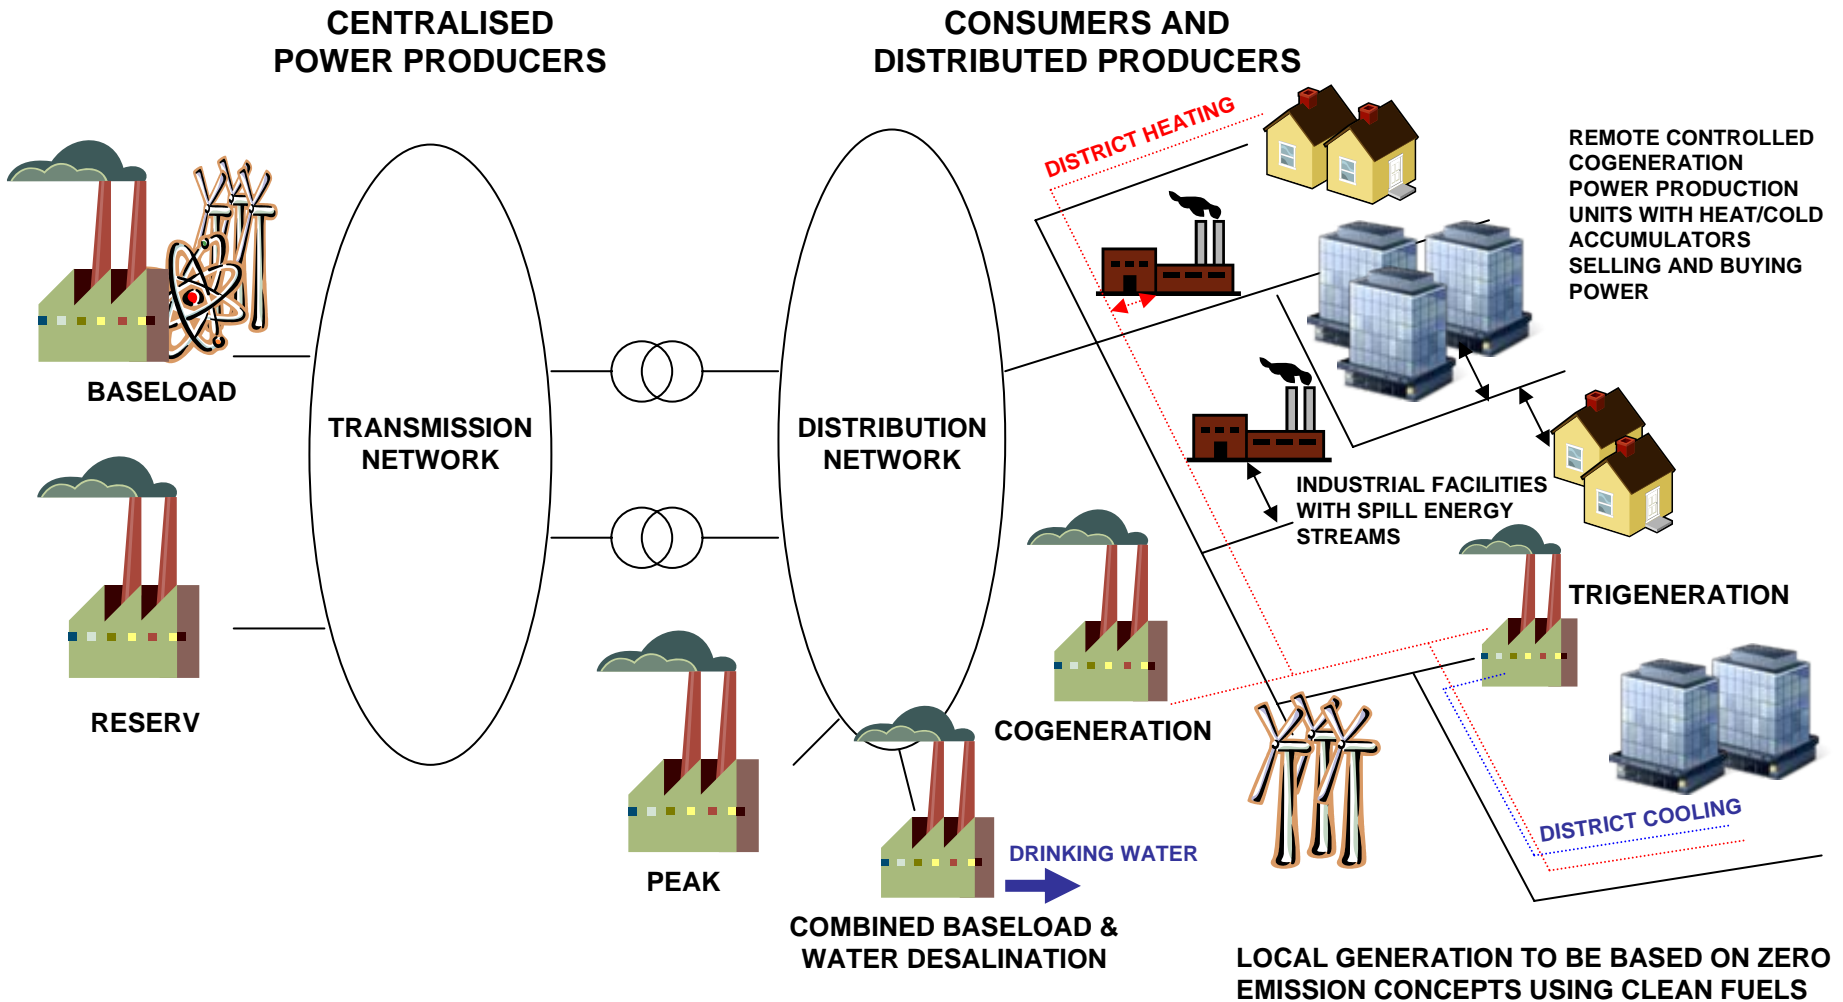 CENTRALISED
POWER PRODUCERS
CONSUMERS AND
DISTRIBUTED PRODUCERS
DISTRICT HEATING
REMOTE CONTROLLED
COGENERATION
POWER PRODUCTION
UNITS WITH HEAT/COLD
ACCUMULATORS
SELLING AND BUYING
POWER
BASELOAD
TRANSMISSION
NETWORK
DISTRIBUTION
NETWORK
INDUSTRIAL FACILITIES
WITH SPILL ENERGY
STREAMS
TRIGENERATION
RESERV
COGENERATION
PEAK
DRINKING WATER
DISTRICT COOLING
COMBINED BASELOAD &
WATER DESALINATION
LOCAL GENERATION TO BE BASED ON ZERO
EMISSION CONCEPTS USING CLEAN FUELS